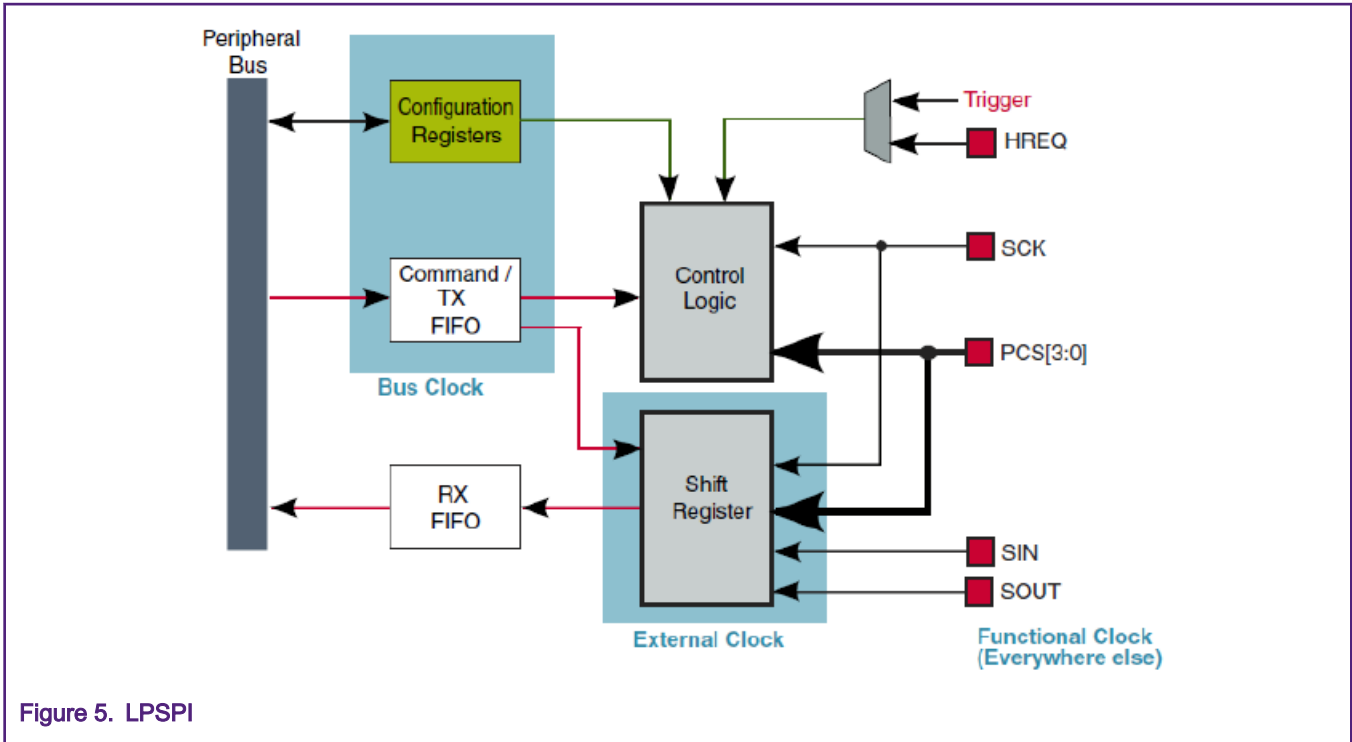 Peripheral
Bus
Configuration
Registers
Trigger
HREQ
Command /
TX
FIFO
Control
Logic
SCK
PCS[3:0]
Bus Clock
RX
FIFO
Shift
Register
SIN
SOUT
External Clock
Functional Clock
(Everywhere else)
Figure 5. LPSPI